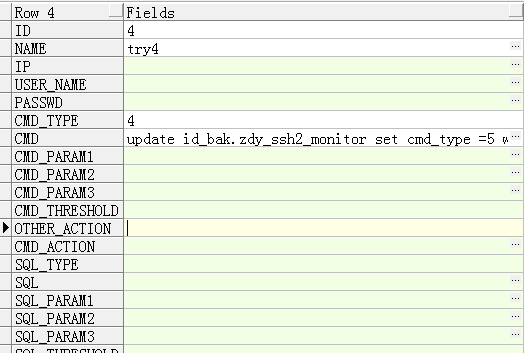 Row 4 Fields
ID 4
NAME try4
IP
USER_NAME
PASSWD
CMD_TYPE 4
CMD update id_bak.zdy_ssh2_monitor set cmd_type =5 w
CMD_PARAM1
CMD_PARAM2
CMD_PARAM3
CMD_THRESHOLD
OTHER_ACTION
CMD_ACTION
SQL_TYPE
SQL
SQL_PARAM1
SQL_PARAM2
SQL_PARAM3
SQL_THRESHOLD